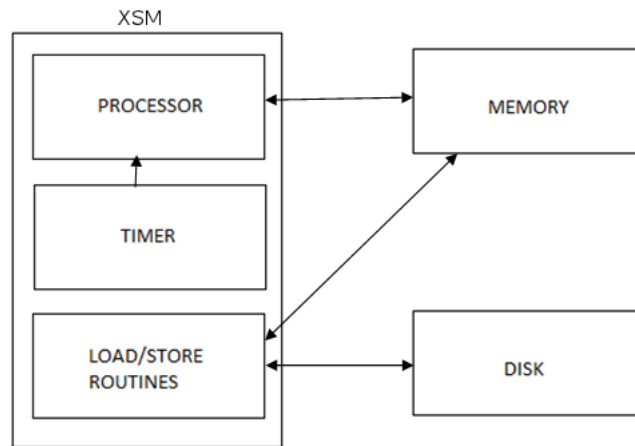 XSM
PROCESSOR
MEMORY
TIMER
LOAD/STORE
ROUTINES
DISK